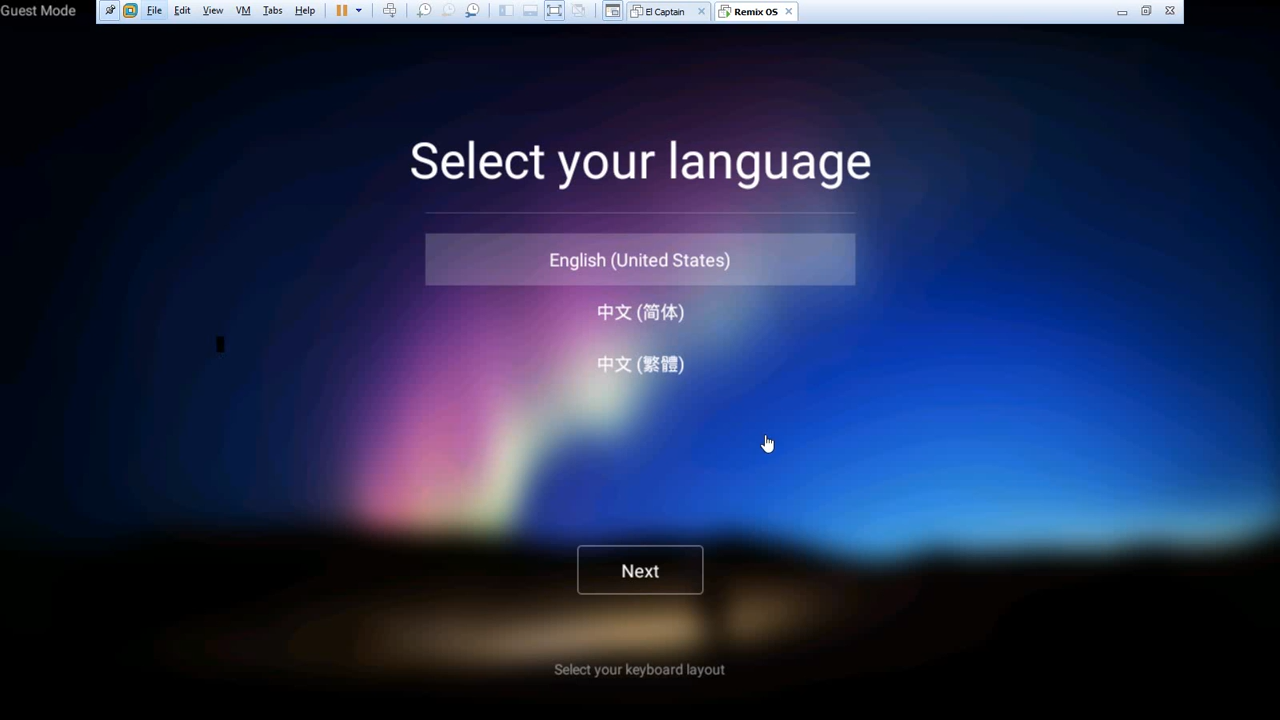 Guest Mode
File Edit View VM Tabs Help El Captain Remix OS
Select your language
English (United States)
中文 (简体)
中文 (繁體)
Next
Select your keyboard layout